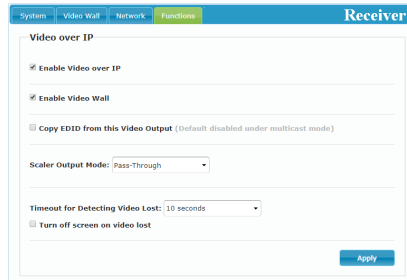 System Video Wall Network Functions Receiver
Video over IP
Enable Video over IP
Enable Video Wall
Copy EDID from this Video Output (Default disabled under multicast mode)
Scaler Output Mode: Pass-Through
Timeout for Detecting Video Lost: 10 seconds
Turn off screen on video lost
Apply